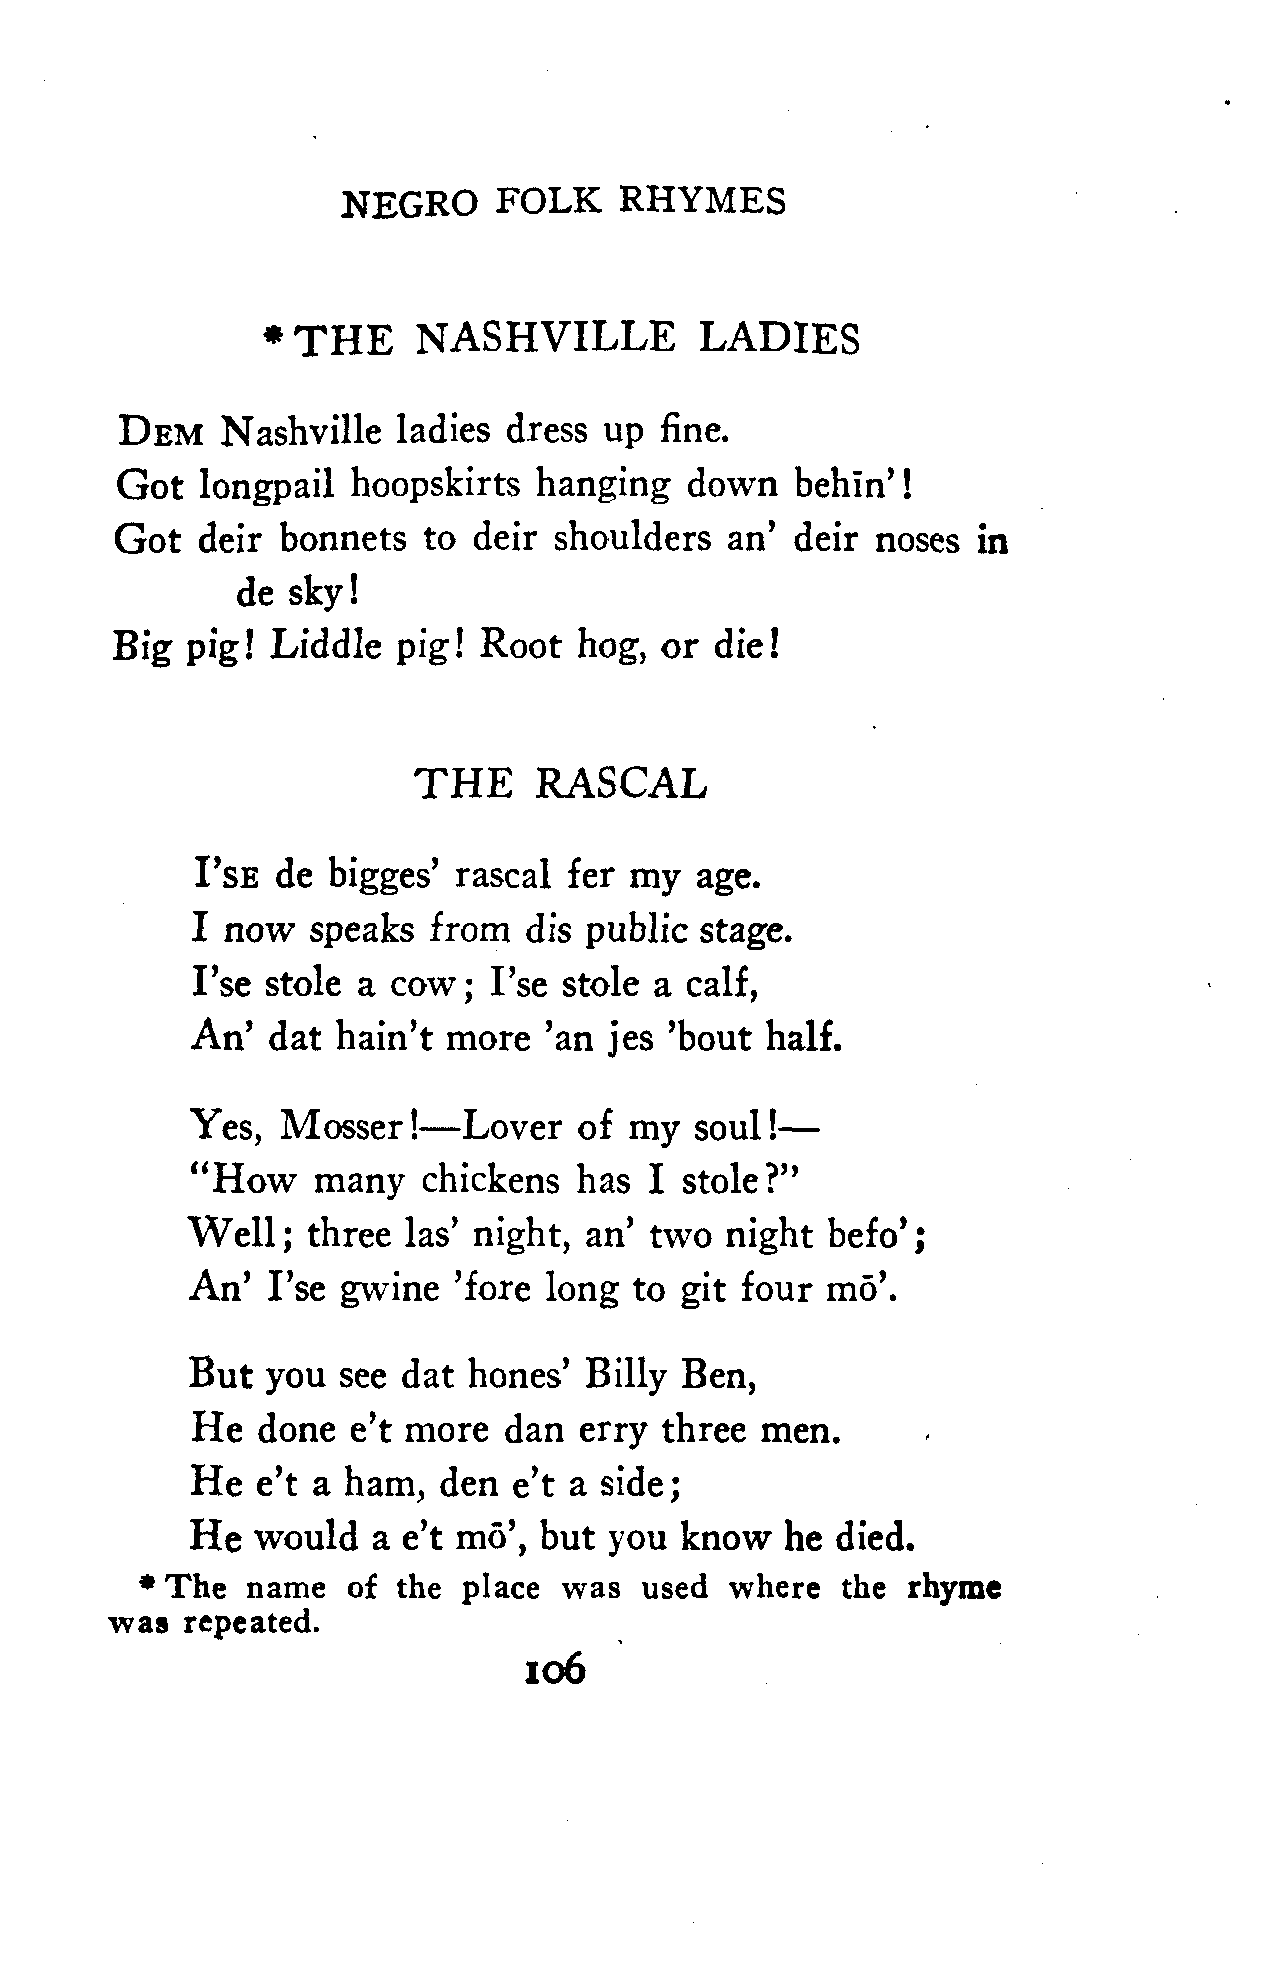 NEGRO FOLK RHYMES
* THE NASHVILLE LADIES
DEM Nashville ladies dress up fine.
Got longpail hoopskirts hanging down behīn'!
Got deir bonnets to deir shoulders an' deir noses in
de sky!
Big pig! Liddle pig! Root hog, or die!
THE RASCAL
I'SE de bigges' rascal fer my age.
I now speaks from dis public stage.
I'se stole a cow; I'se stole a calf,
An' dat hain't more 'an jes 'bout half.
Yes, Mosser!—Lover of my soul!—
"How many chickens has I stole?"
Well; three las' night, an' two night befo';
An' I'se gwine 'fore long to git four mō'.
But you see dat hones' Billy Ben,
He done e't more dan erry three men.
He e't a ham, den e't a side;
He would a e't mō', but you know he died.
* The name of the place was used where the rhyme
was repeated.
106